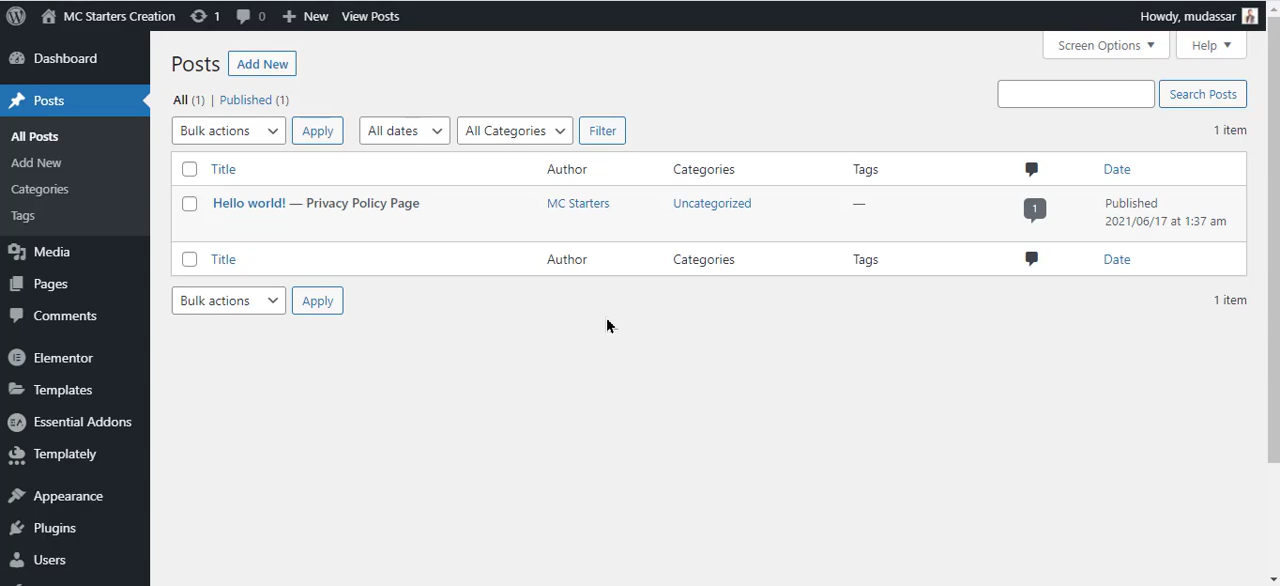 MC Starters Creation 1 0 New View Posts Howdy, mudassar
Dashboard
Posts
All Posts
Add New
Categories
Tags
Media
Pages
Comments
Elementor
Templates
EA Essential Addons
Templately
Appearance
Plugins
Users
Screen Options Help
Posts Add New
All (1) | Published (1)
Search Posts
Bulk actions Apply All dates All Categories Filter 1 item
Title Author Categories Tags Date
Hello world! — Privacy Policy Page MC Starters Uncategorized — 1 Published
2021/06/17 at 1:37 am
Title Author Categories Tags Date
Bulk actions Apply 1 item